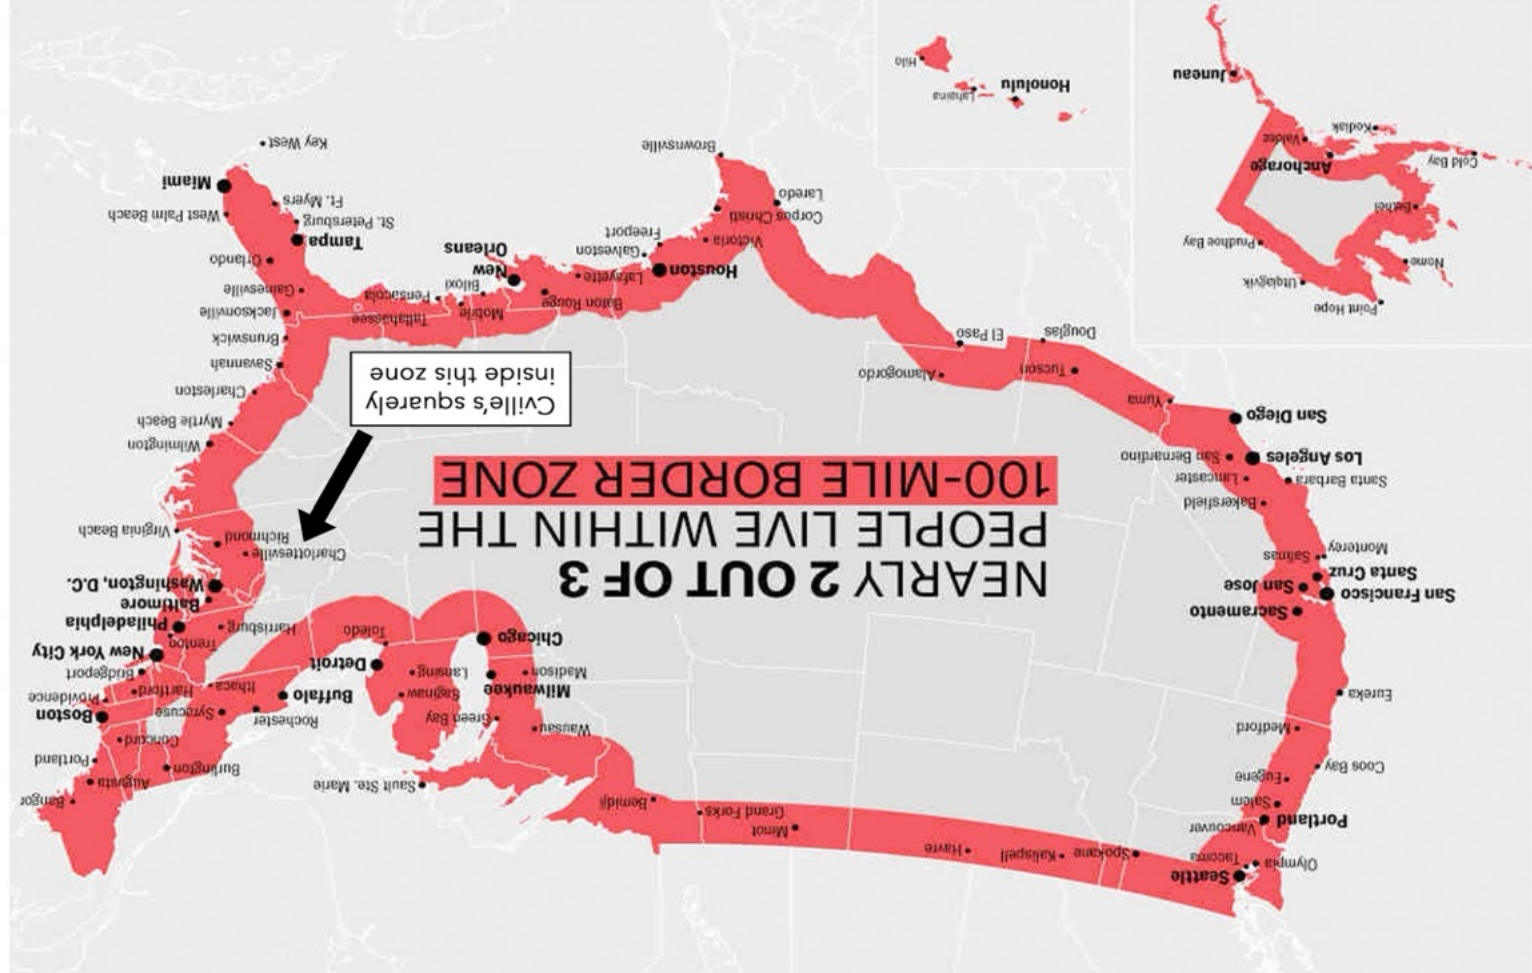 Seattle
Olympia
Tacoma
Spokane
Kalispell
Havre
Vancouver
Portland
Salem
Eugene
Coos Bay
Medford
Eureka
Minot
Grand Forks
Bemidji
Sault Ste. Marie
Wausau
Green Bay
Milwaukee
Madison
Chicago
Saginaw
Lansing
Detroit
Toledo
Bangor
Augusta
Portland
Burlington
Concord
Boston
Syracuse
Rochester
Buffalo
Ithaca
Hartford
Providence
Bridgeport
New York City
Trenton
Philadelphia
Harrisburg
Baltimore
Washington, D.C.
Sacramento
San Francisco
San Jose
Santa Cruz
Salinas
Monterey
NEARLY 2 OUT OF 3
PEOPLE LIVE WITHIN THE
100-MILE BORDER ZONE
Charlottesville
Richmond
Virginia Beach
Bakersfield
Lancaster
Santa Barbara
Los Angeles
San Bernardino
San Diego
Yuma
Cville's squarely
inside this zone
Wilmington
Myrtle Beach
Charleston
Savannah
Brunswick
Jacksonville
Gainesville
Orlando
Tucson
Douglas
Alamogordo
El Paso
Tallahassee
Mobile
Pensacola
Biloxi
Baton Rouge
New
Orleans
Lafayette
Houston
Galveston
Freeport
Victoria
Corpus Christi
Laredo
Brownsville
Tampa
St. Petersburg
Ft. Myers
West Palm Beach
Miami
Key West
Point Hope
Utqiagvik
Nome
Prudhoe Bay
Bethel
Anchorage
Cold Bay
Valdez
Kodiak
Juneau
Honolulu
Lahaina
Hilo